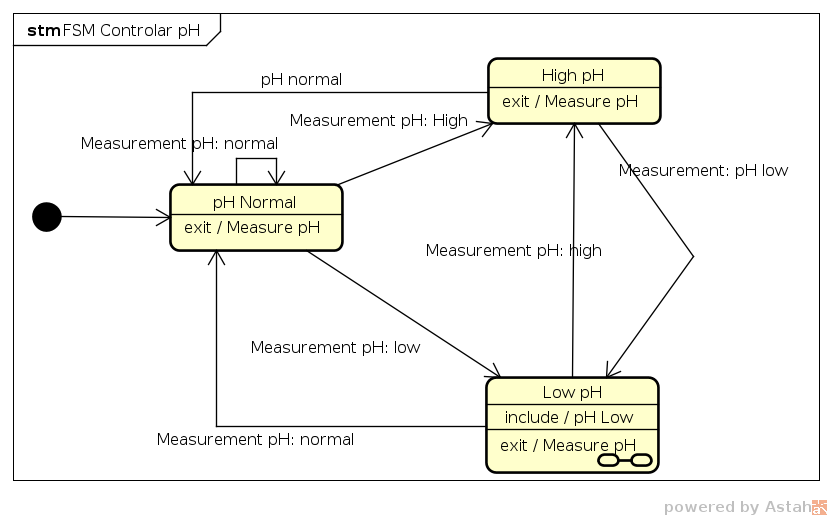 stm FSM Controlar pH
High pH
exit / Measure pH
pH normal
Measurement pH: High
Measurement pH: normal
Measurement: pH low
pH Normal
exit / Measure pH
Measurement pH: high
Measurement pH: low
Low pH
include / pH Low
exit / Measure pH
Measurement pH: normal
powered by Astah